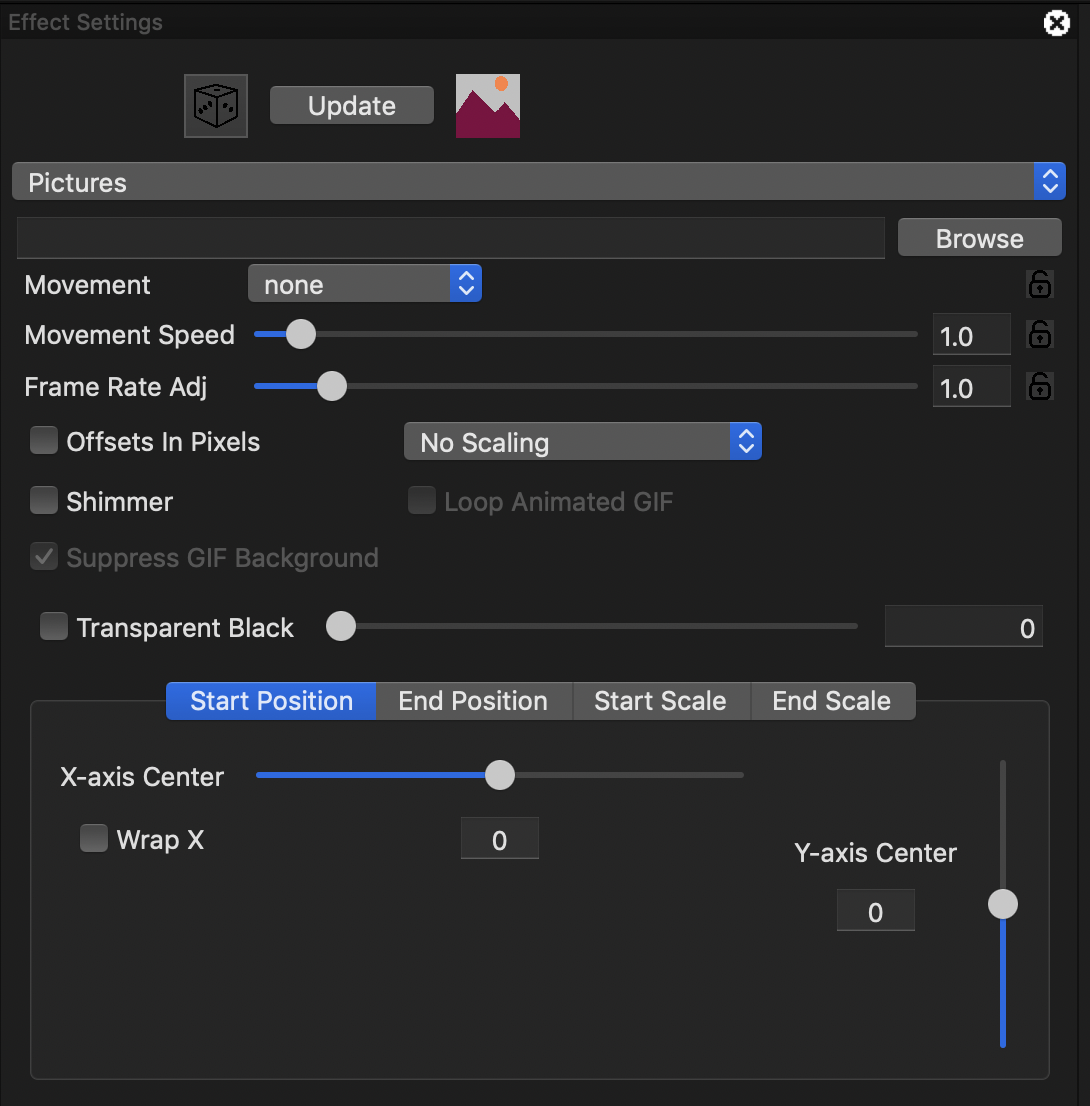 Effect Settings
Update
Pictures
Browse
Movement none
Movement Speed 1.0
Frame Rate Adj 1.0
Offsets In Pixels No Scaling
Shimmer Loop Animated GIF
Suppress GIF Background
Transparent Black 0
Start Position End Position Start Scale End Scale
X-axis Center
Wrap X 0
Y-axis Center
0